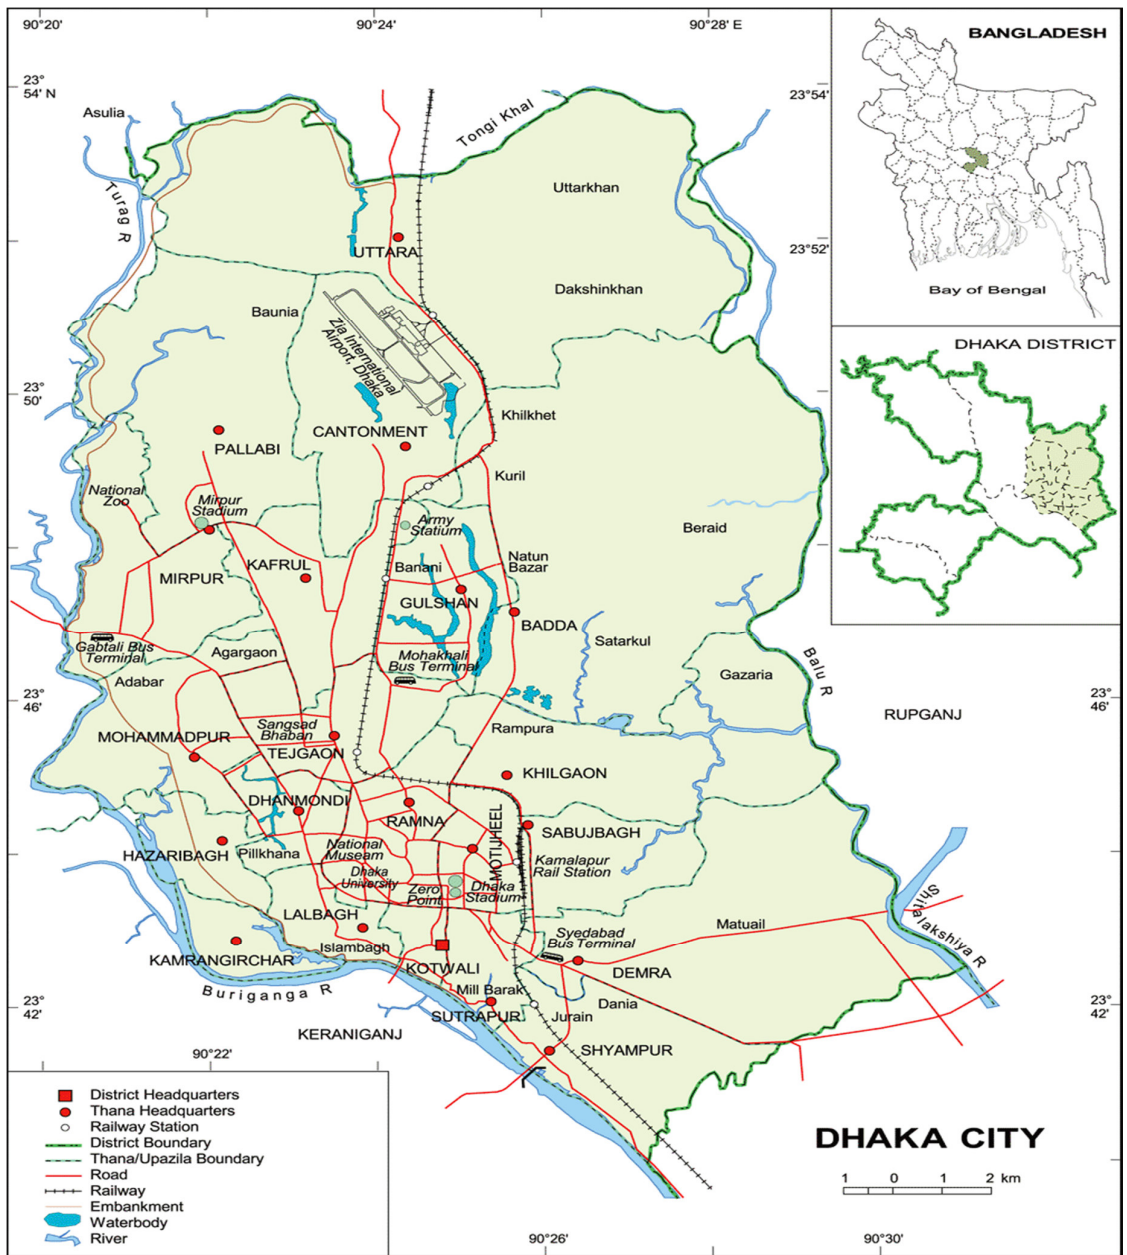 90°20'
90°24'
90°28' E
23°
54' N
23°54'
BANGLADESH
Bay of Bengal
Asulia
Tongi Khal
Turag R
Uttarkhan
UTTARA
23°52'
Dakshinkhan
Baunia
Zia International
Airport, Dhaka
DHAKA DISTRICT
23°
50'
Khilkhet
CANTONMENT
PALLABI
Kuril
National
Zoo
Mirpur
Stadium
Army
Statium
Beraid
KAFRUL
Banani
Natun
Bazar
MIRPUR
GULSHAN
BADDA
Satarkul
Gabtali Bus
Terminal
Agargaon
Mohakhali
Bus Terminal
Balu R
Adabar
Gazaria
23°
46'
23°
46'
RUPGANJ
Sangsad
Bhaban
Rampura
MOHAMMADPUR
TEJGAON
KHILGAON
DHANMONDI
RAMNA
MOTIJHEEL
SABUJBAGH
HAZARIBAGH
Pillkhana
National
Museam
Kamalapur
Rail Station
Dhaka
University
Zero
Point
Dhaka
Stadium
Shitalakshiya R
LALBAGH
Matuail
Islambagh
Syedabad
Bus Terminal
KAMRANGIRCHAR
KOTWALI
DEMRA
Buriganga R
Mill Barak
Dania
23°
42'
23°
42'
SUTRAPUR
Jurain
KERANIGANJ
SHYAMPUR
90°22'
District Headquarters
Thana Headquarters
Railway Station
District Boundary
Thana/Upazila Boundary
Road
Railway
Embankment
Waterbody
River
DHAKA CITY
1 0 1 2 km
90°26'
90°30'